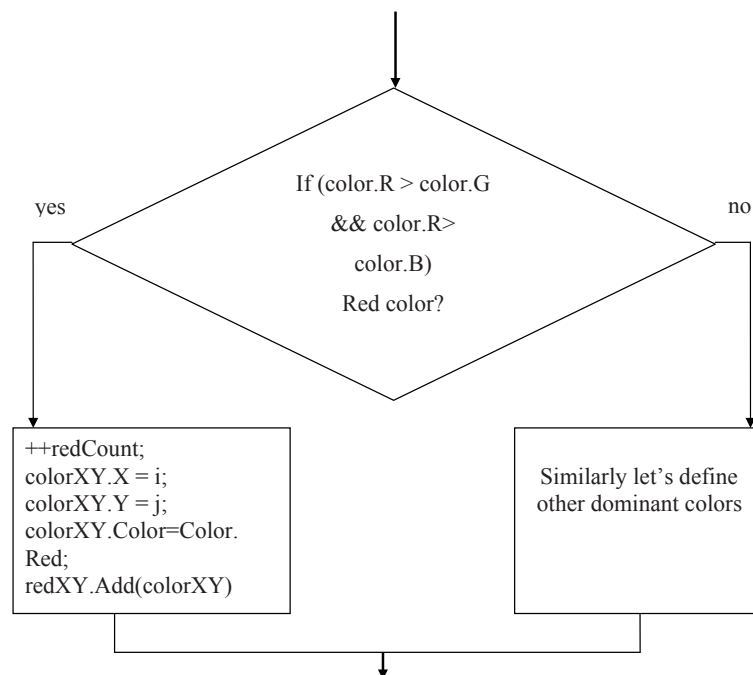 If (color.R > color.G
&& color.R>
color.B)
Red color?
yes
no
++redCount;
colorXY.X = i;
colorXY.Y = j;
colorXY.Color=Color.
Red;
redXY.Add(colorXY)
Similarly let’s define
other dominant colors